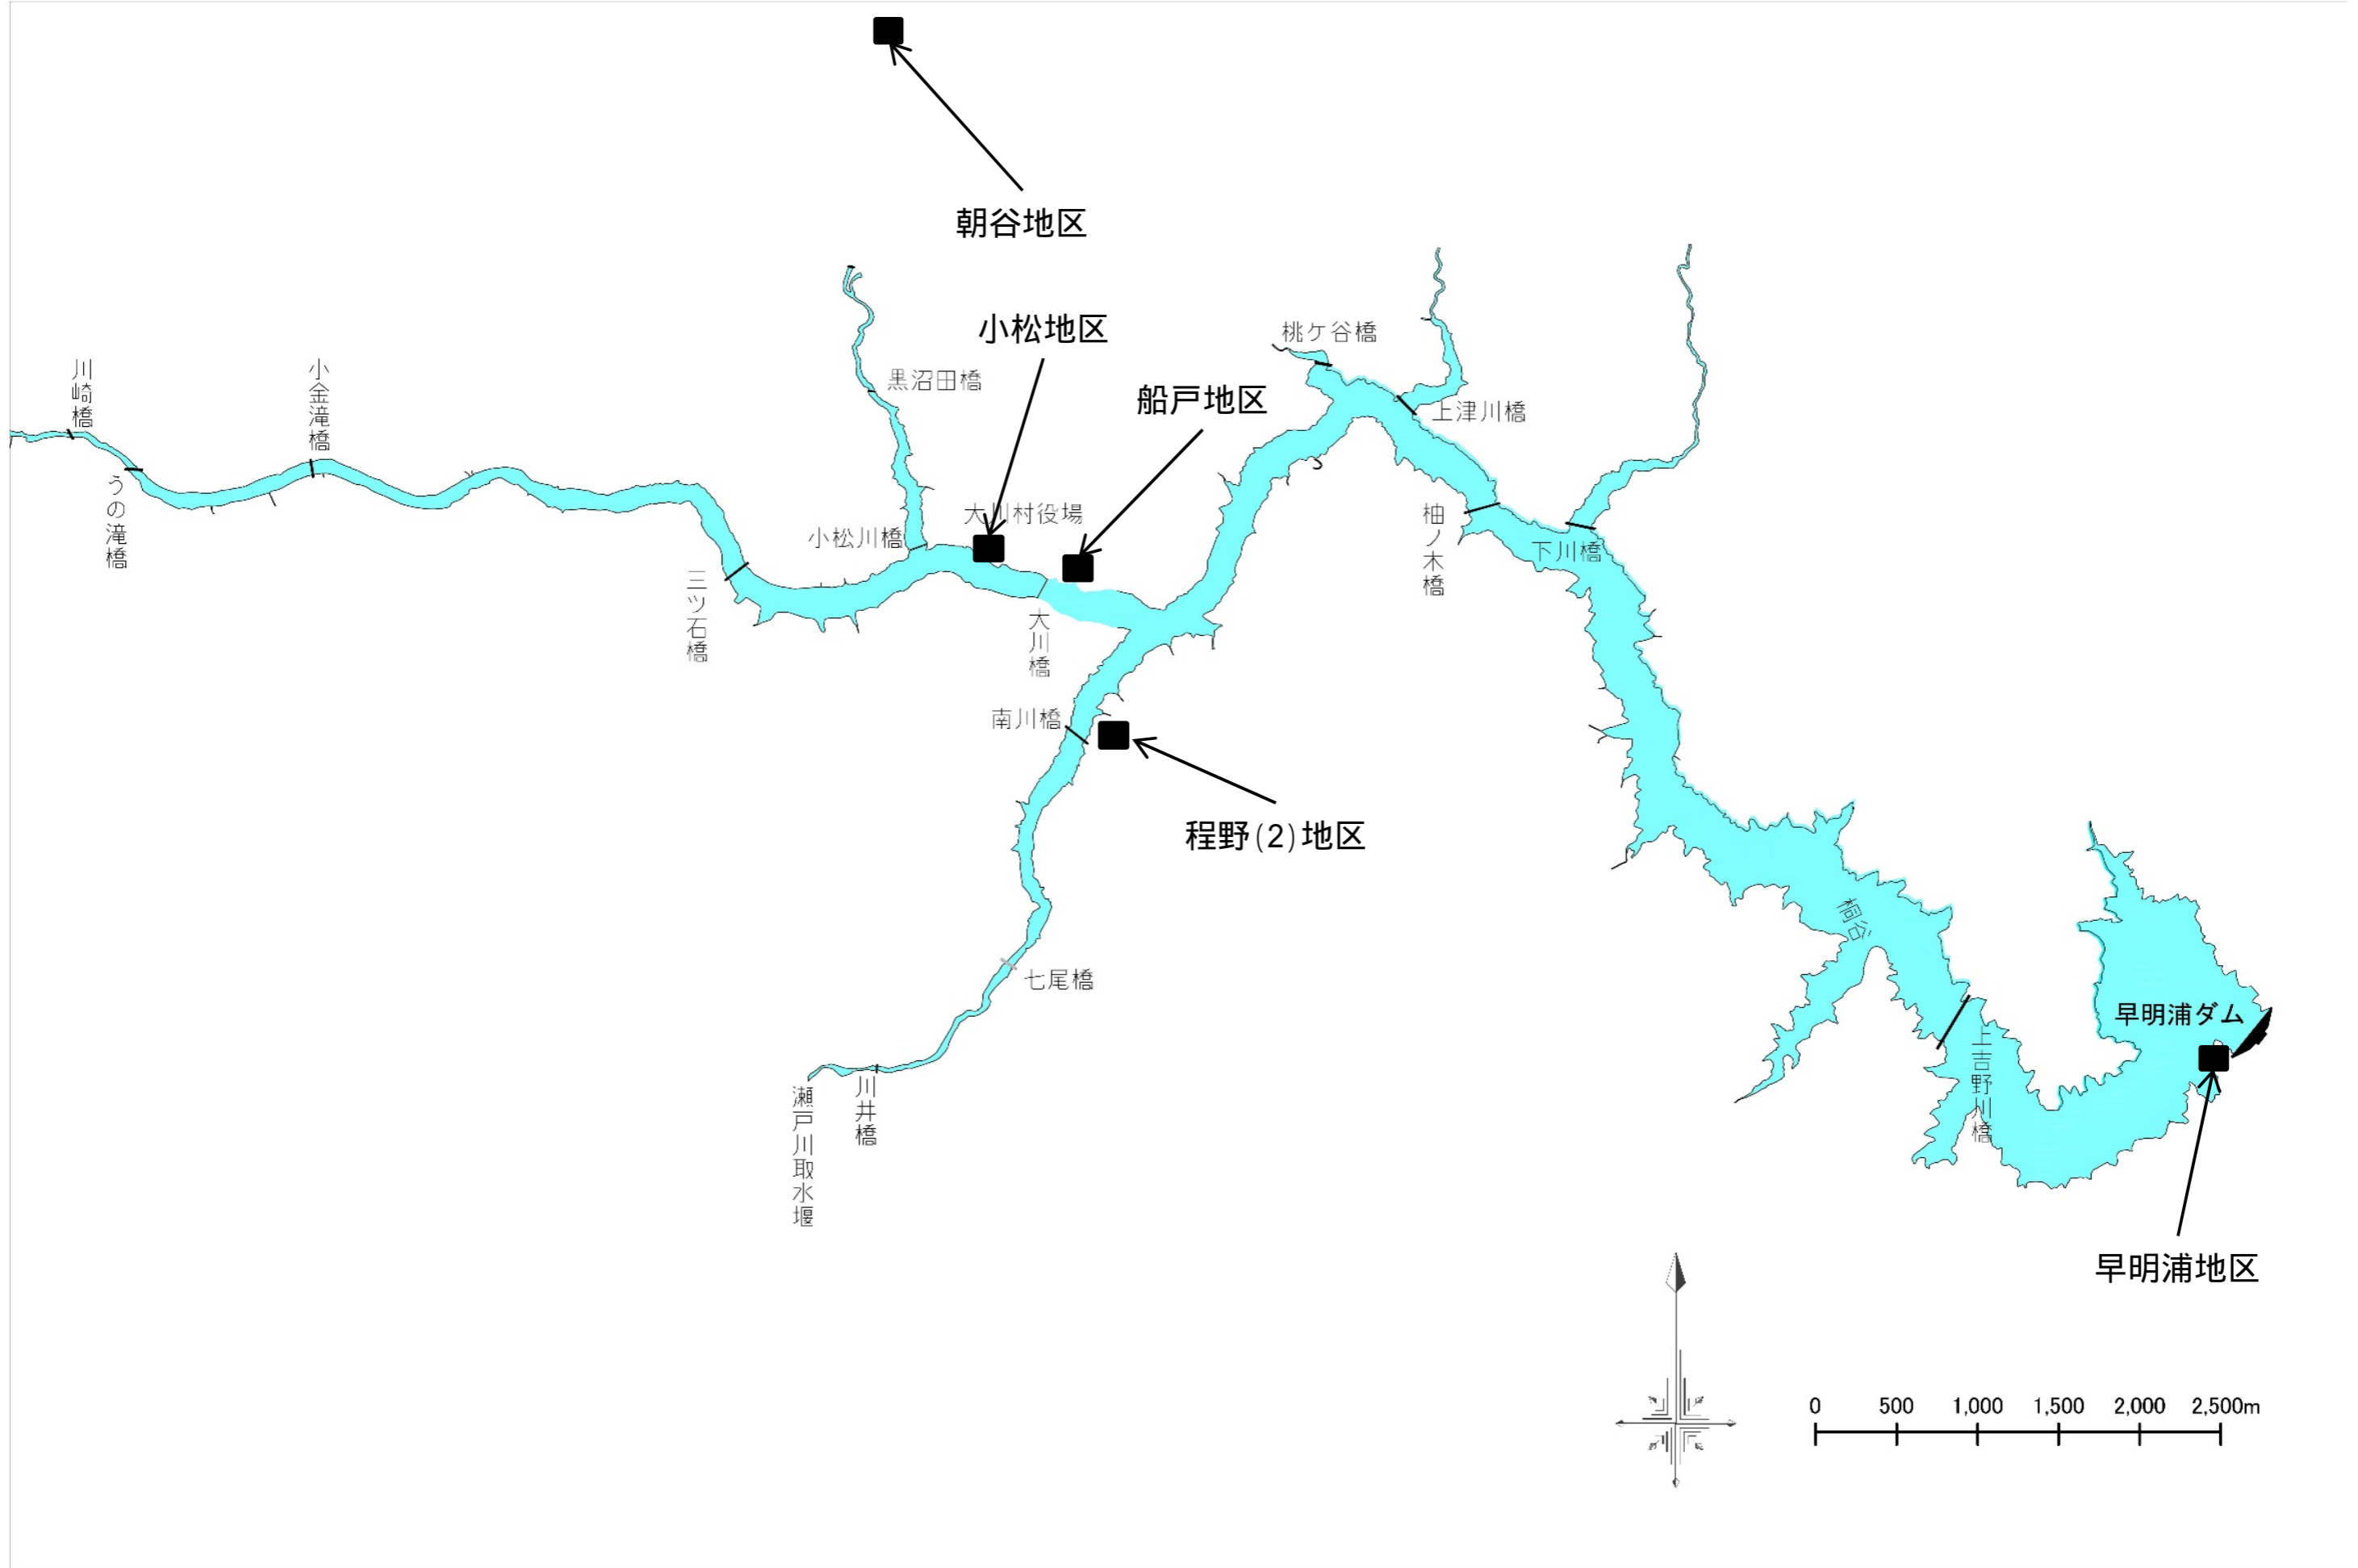 朝谷地区
小松地区
桃ケ谷橋
川崎橋
小金滝橋
黒沼田橋
船戸地区
上津川橋
うの滝橋
大川村役場
小松川橋
柚ノ木橋
下川橋
三ツ石橋
大川橋
南川橋
程野(2)地区
桐谷
七尾橋
早明浦ダム
上吉野川橋
川井橋
瀬戸川取水堰
早明浦地区
0 500 1,000 1,500 2,000 2,500m